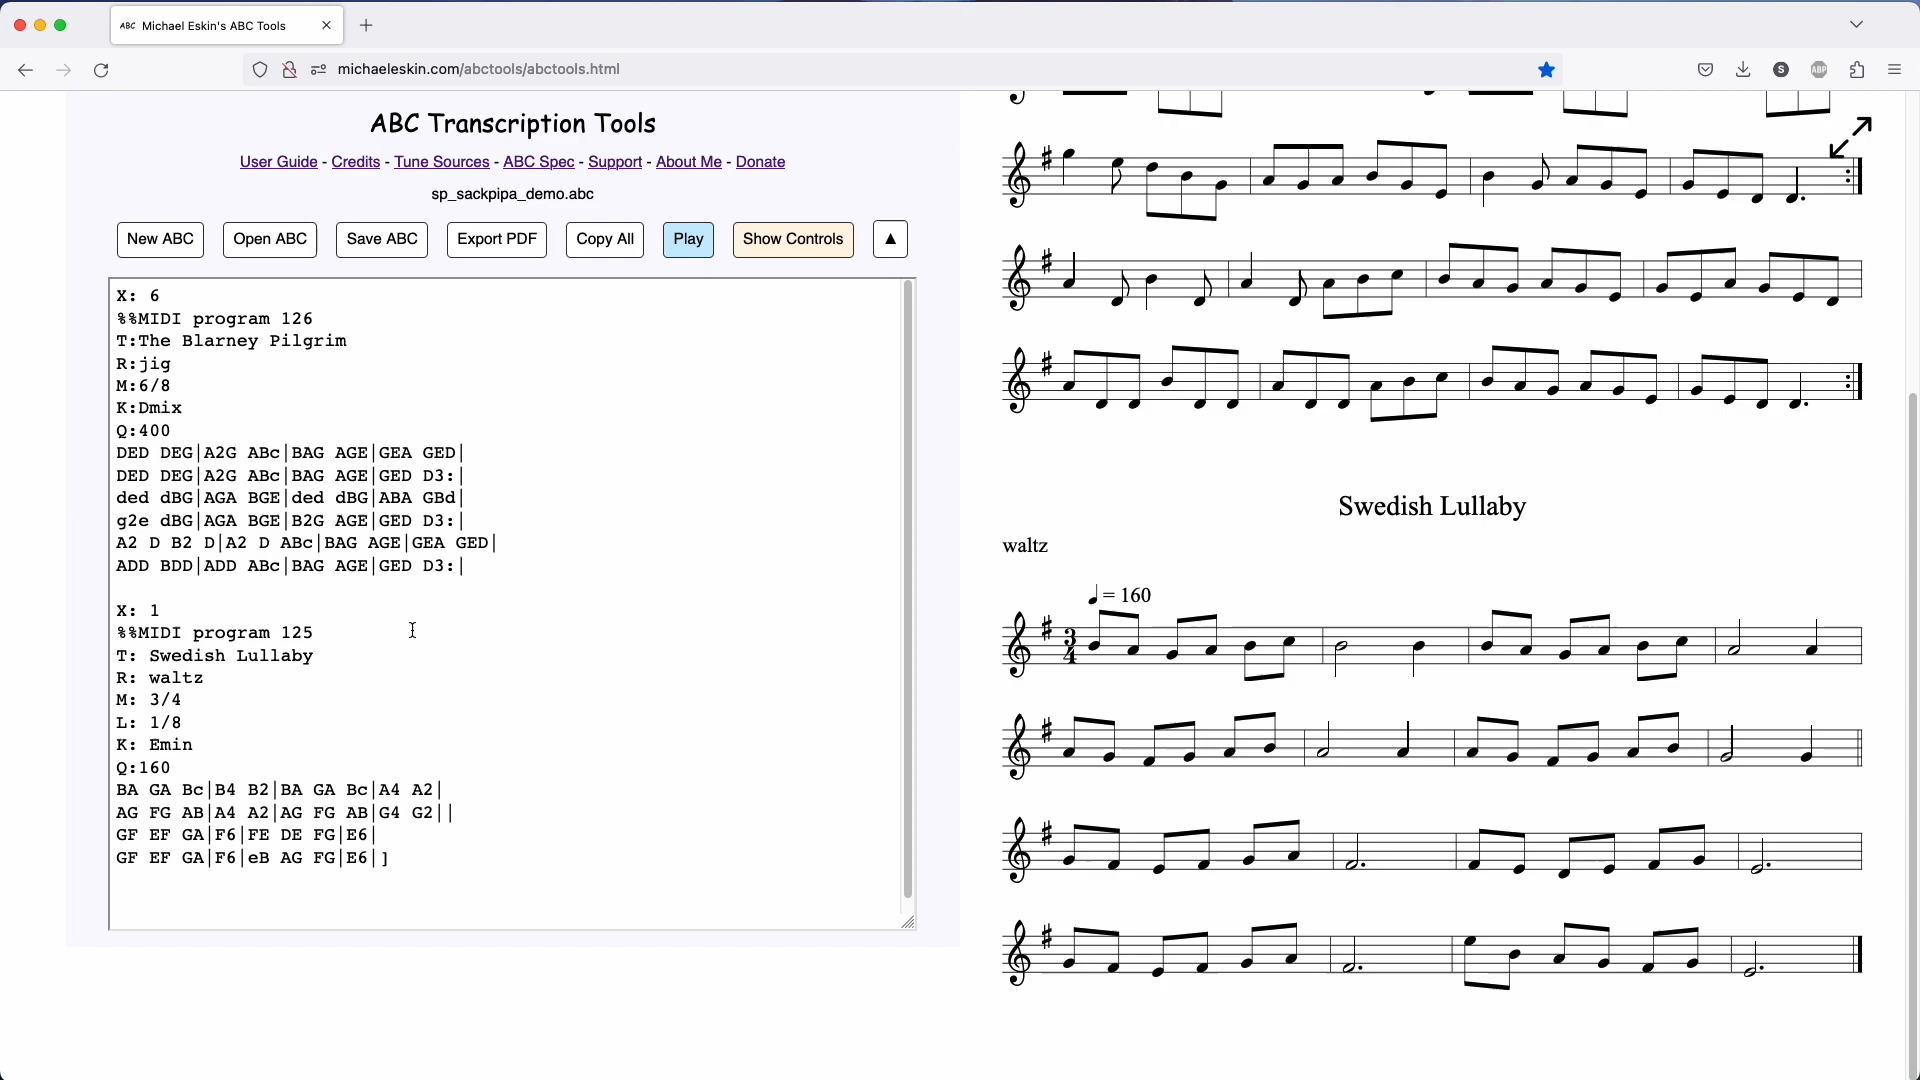 ABC Michael Eskin's ABC Tools
michaeleskin.com/abctools/abctools.html
S
ABP
ABC Transcription Tools
User Guide - Credits - Tune Sources - ABC Spec - Support - About Me - Donate
sp_sackpipa_demo.abc
New ABC Open ABC Save ABC Export PDF Copy All Play Show Controls ▲
X: 6
%%MIDI program 126
T:The Blarney Pilgrim
R:jig
M:6/8
K:Dmix
Q:400
DED DEG|A2G ABc|BAG AGE|GEA GED|
DED DEG|A2G ABc|BAG AGE|GED D3:|
ded dBG|AGA BGE|ded dBG|ABA GBd|
g2e dBG|AGA BGE|B2G AGE|GED D3:|
A2 D B2 D|A2 D ABc|BAG AGE|GEA GED|
ADD BDD|ADD ABc|BAG AGE|GED D3:|
X: 1
%%MIDI program 125
T: Swedish Lullaby
R: waltz
M: 3/4
L: 1/8
K: Emin
Q:160
BA GA Bc|B4 B2|BA GA Bc|A4 A2|
AG FG AB|A4 A2|AG FG AB|G4 G2||
GF EF GA|F6|FE DE FG|E6|
GF EF GA|F6|eB AG FG|E6|]
Swedish Lullaby
waltz
= 160
3
4